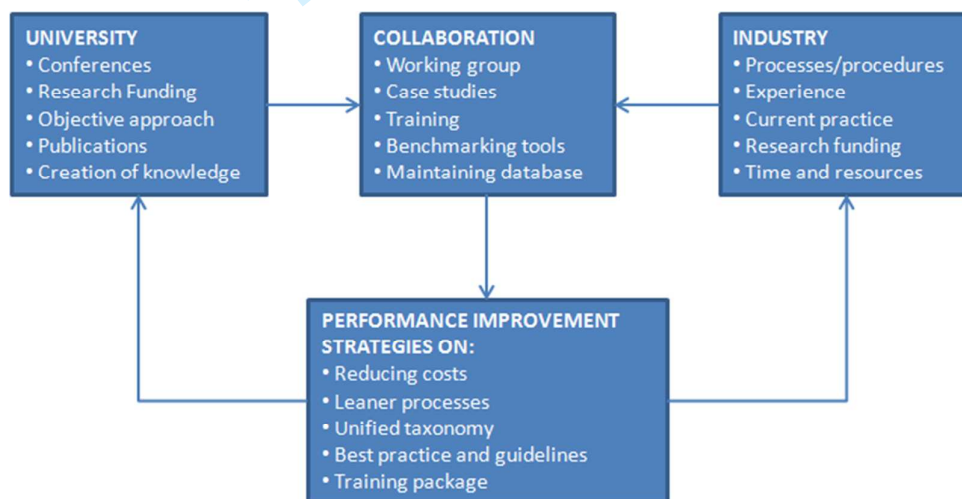 UNIVERSITY
• Conferences
• Research Funding
• Objective approach
• Publications
• Creation of knowledge
COLLABORATION
• Working group
• Case studies
• Training
• Benchmarking tools
• Maintaining database
INDUSTRY
• Processes/procedures
• Experience
• Current practice
• Research funding
• Time and resources
PERFORMANCE IMPROVEMENT
STRATEGIES ON:
• Reducing costs
• Leaner processes
• Unified taxonomy
• Best practice and guidelines
• Training package